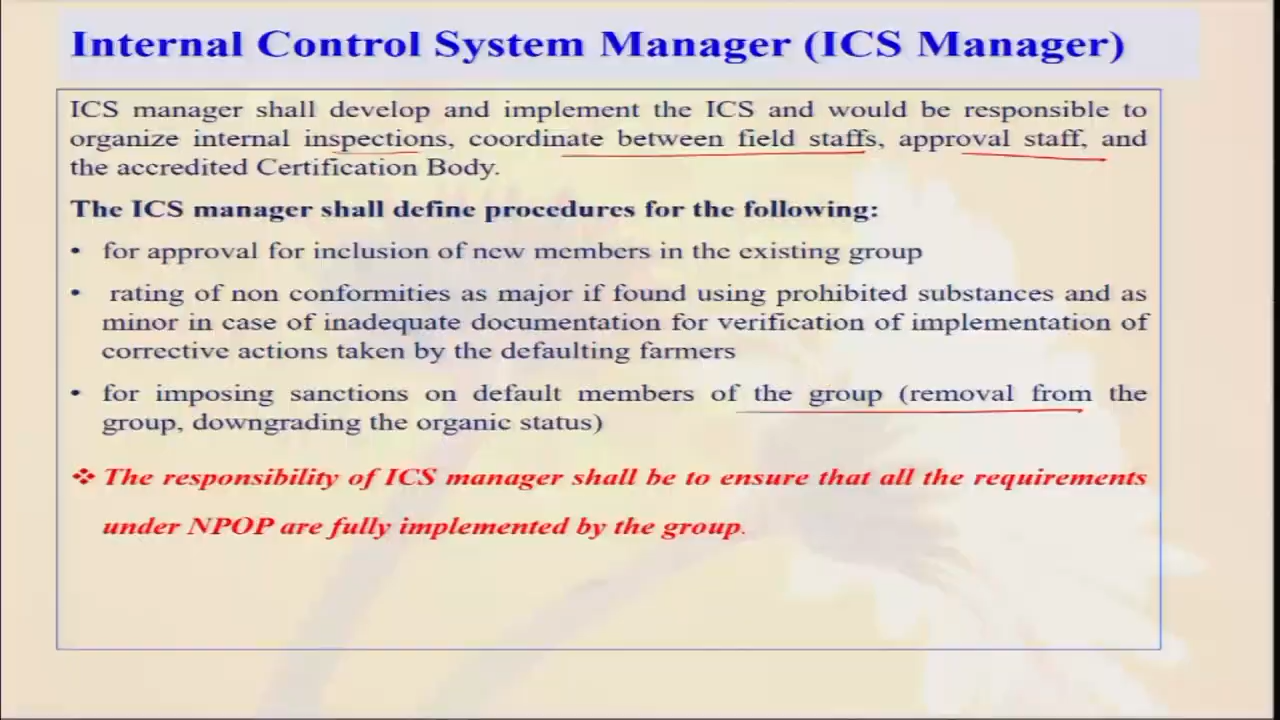 Internal Control System Manager (ICS Manager)
ICS manager shall develop and implement the ICS and would be responsible to
organize internal inspections, coordinate between field staffs, approval staff, and
the accredited Certification Body.
The ICS manager shall define procedures for the following:
• for approval for inclusion of new members in the existing group
• rating of non conformities as major if found using prohibited substances and as
minor in case of inadequate documentation for verification of implementation of
corrective actions taken by the defaulting farmers
• for imposing sanctions on default members of the group (removal from the
group, downgrading the organic status)
❖ The responsibility of ICS manager shall be to ensure that all the requirements
under NPOP are fully implemented by the group.